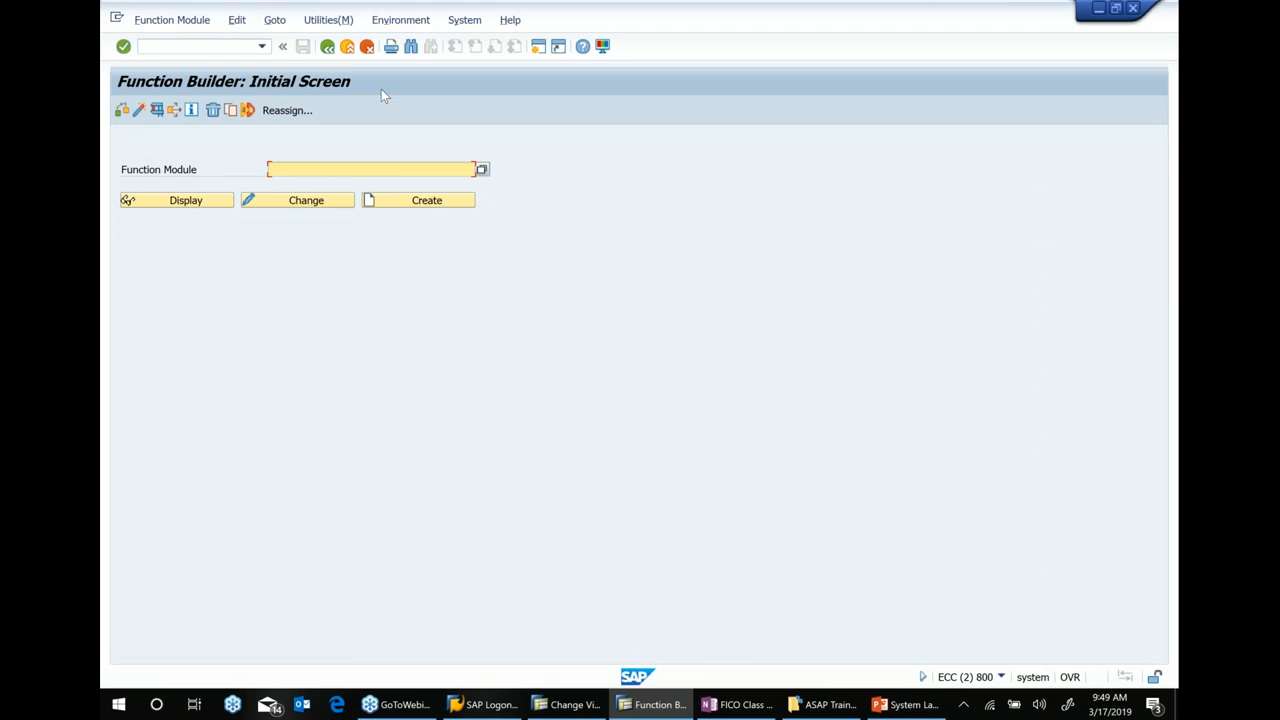 Function Module Edit Goto Utilities(M) Environment System Help
Function Builder: Initial Screen
Reassign...
Function Module
Display Change Create
SAP
ECC (2) 800 system OVR
14 GoToWebi... SAP Logon... Change Vi... Function B... FICO Class ... ASAP Train... System La... 9:49 AM
3/17/2019 3